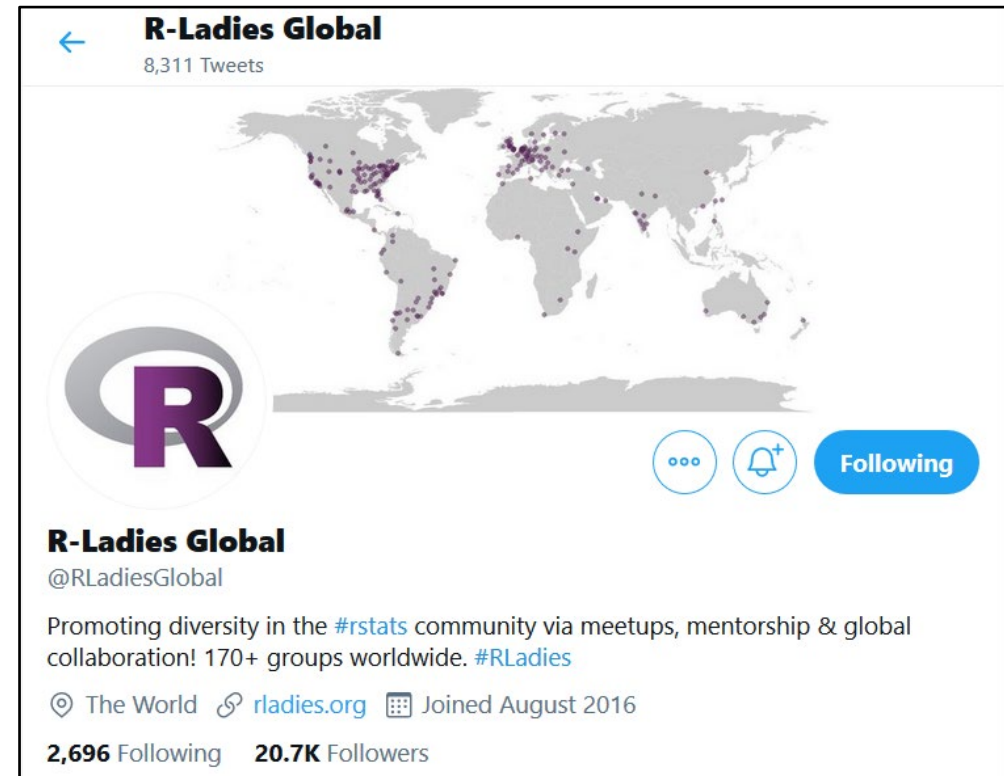 R-Ladies Global
8,311 Tweets
R
Following
R-Ladies Global
@RLadiesGlobal
Promoting diversity in the #rstats community via meetups, mentorship & global
collaboration! 170+ groups worldwide. #RLadies
The World rladies.org Joined August 2016
2,696 Following 20.7K Followers